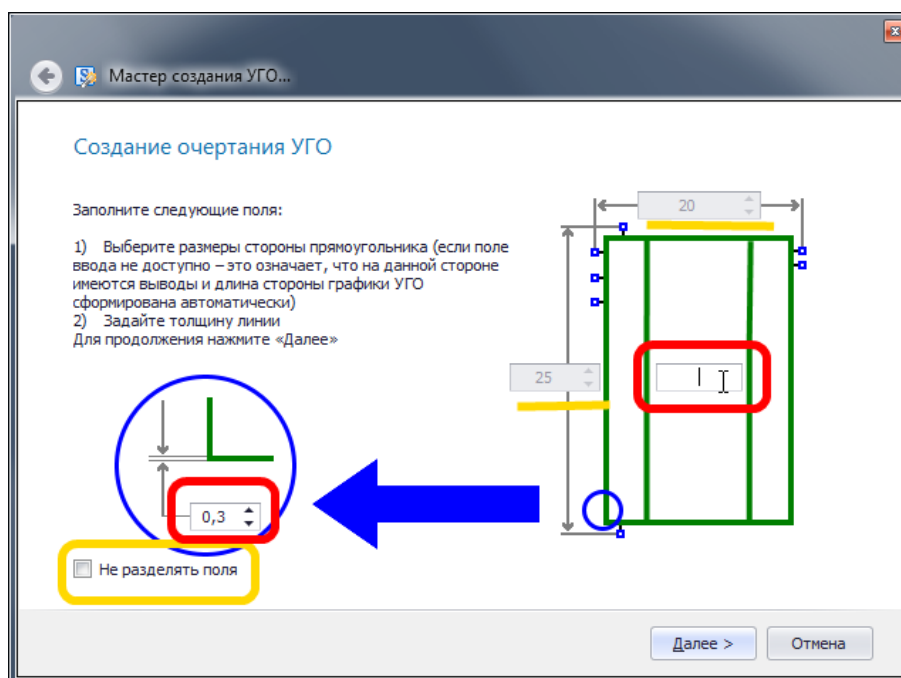 Мастер создания УГО...
Создание очертания УГО
Заполните следующие поля:
1) Выберите размеры стороны прямоугольника (если поле
ввода не доступно – это означает, что на данной стороне
имеются выводы и длина стороны графики УГО
сформирована автоматически)
2) Задайте толщину линии
Для продолжения нажмите «Далее»
20
25
0,3
Не разделять поля
Далее >
Отмена